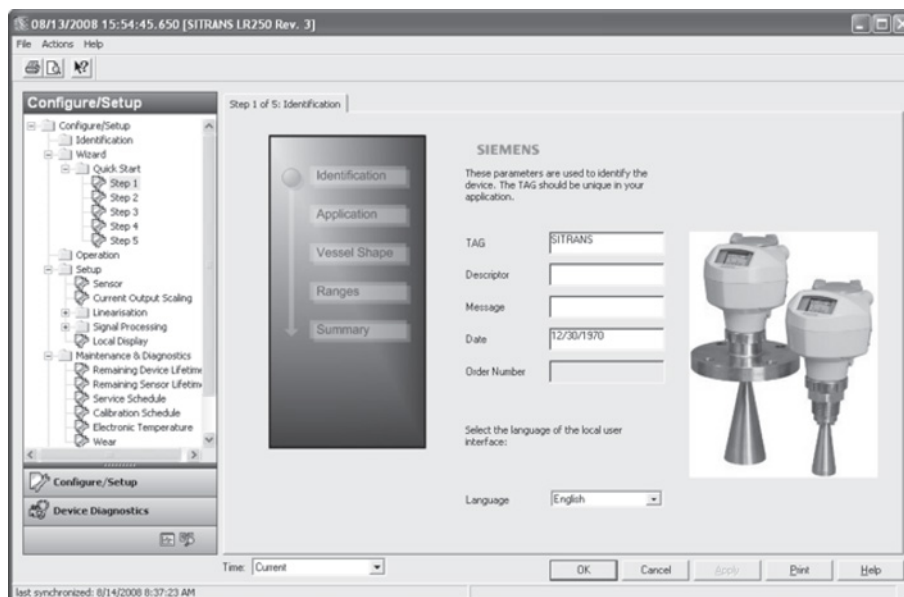 08/13/2008 15:54:45.650 [SITRANS LR250 Rev. 3]
File Actions Help
Configure/Setup
Configure/Setup
Identification
Wizard
Quick Start
Step 1
Step 2
Step 3
Step 4
Step 5
Operation
Setup
Sensor
Current Output Scaling
Linearisation
Signal Processing
Local Display
Maintenance & Diagnostics
Remaining Device Lifetim
Remaining Sensor Lifetim
Service Schedule
Calibration Schedule
Electronic Temperature
Wear
Configure/Setup
Device Diagnostics
Step 1 of 5: Identification
Identification
Application
Vessel Shape
Ranges
Summary
SIEMENS
These parameters are used to identify the
device. The TAG should be unique in your
application.
TAG SITRANS
Descriptor
Message
Date 12/30/1970
Order Number
Select the language of the local user
interface:
Language English
Time: Current
OK Cancel Apply Print Help
last synchronized: 8/14/2008 8:37:23 AM